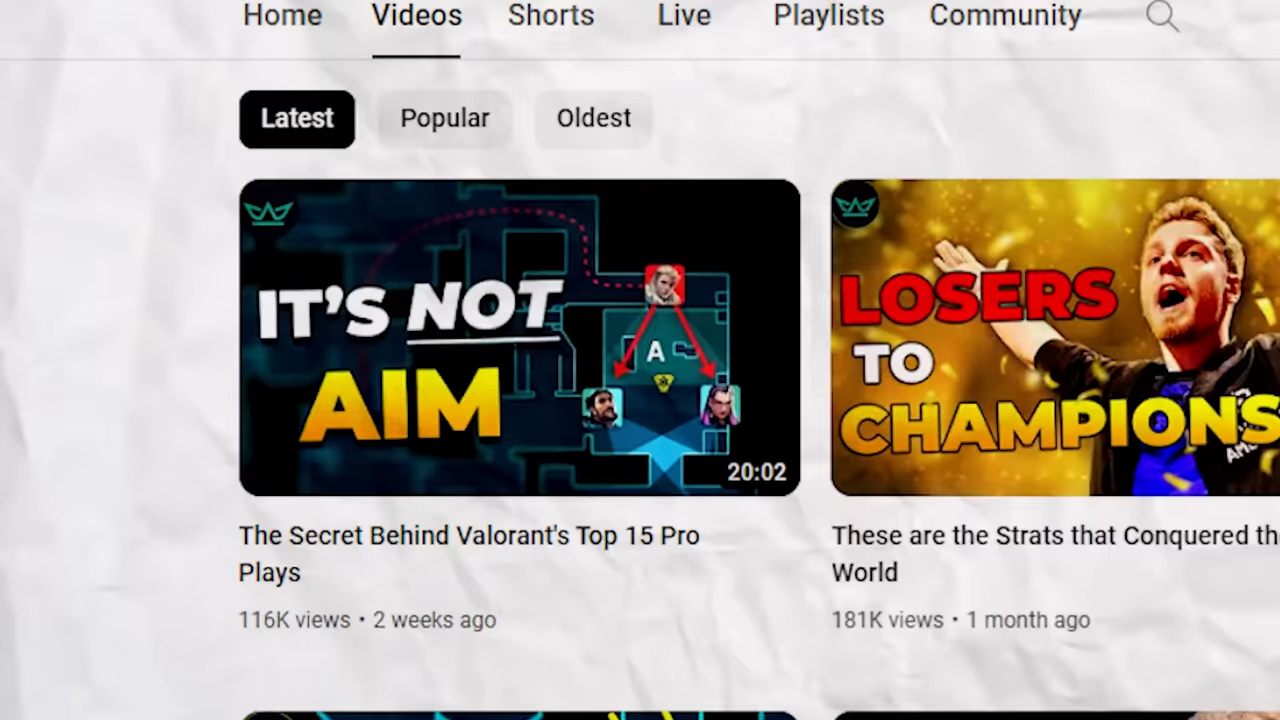 Home Videos Shorts Live Playlists Community
Latest Popular Oldest
IT'S NOT
AIM
A
20:02
LOSERS
TO
CHAMPIONS
The Secret Behind Valorant's Top 15 Pro
Plays
116K views • 2 weeks ago
These are the Strats that Conquered th
World
181K views • 1 month ago